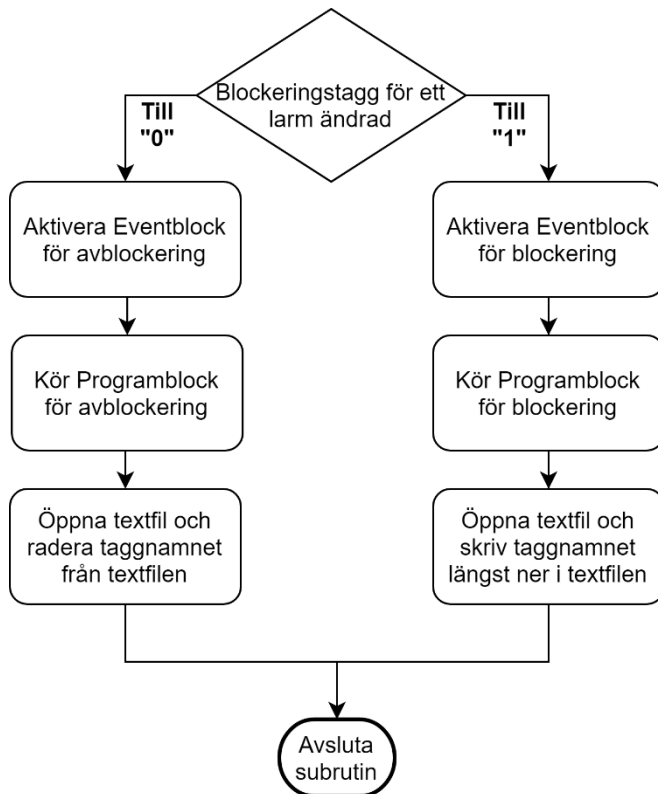 Blockeringstagg för ett
larm ändrad
Till
"0"
Till
"1"
Aktivera Eventblock
för avblockering
Aktivera Eventblock
för blockering
Kör Programblock
för avblockering
Kör Programblock
för blockering
Öppna textfil och
radera taggnamnet
från textfilen
Öppna textfil och
skriv taggnamnet
längst ner i textfilen
Avsluta
subrutin